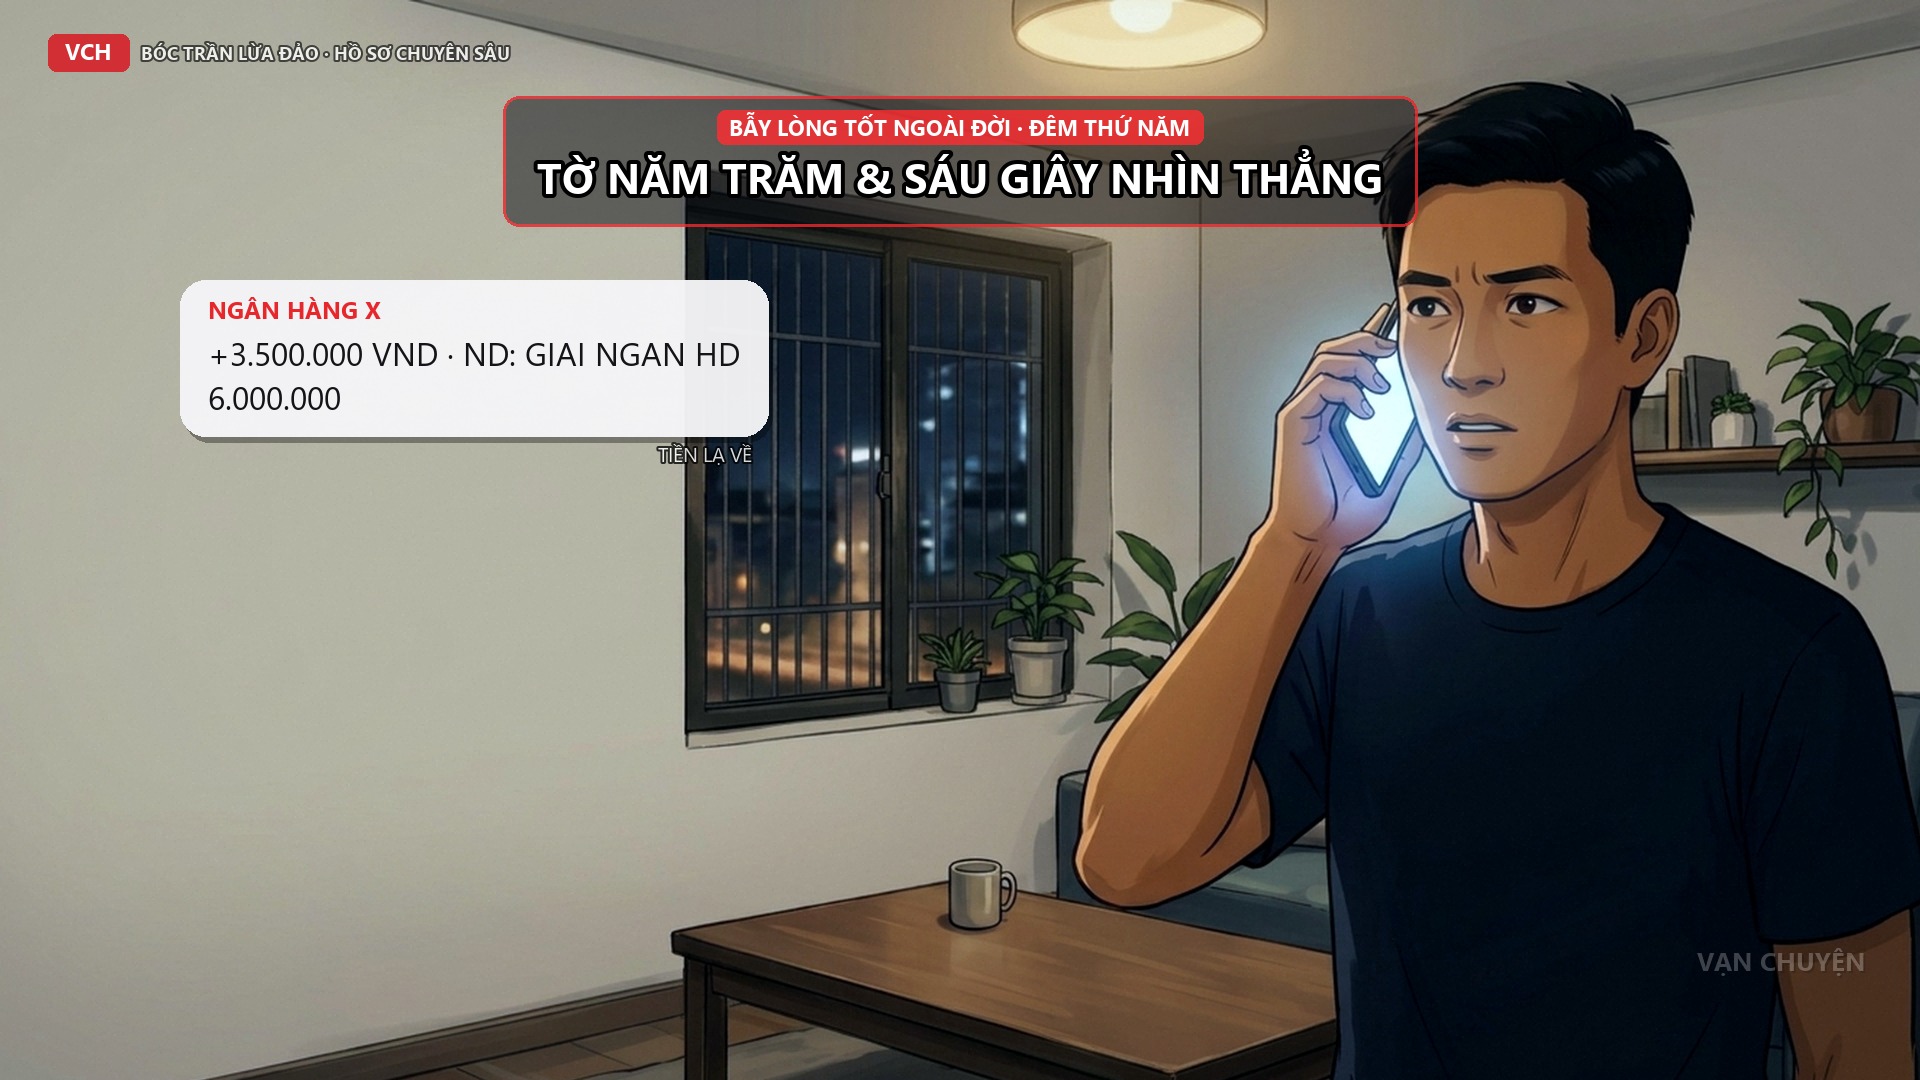 VCH BÓC TRẦN LỪA ĐẢO · HỒ SƠ CHUYÊN SÂU
BẪY LÒNG TỐT NGOÀI ĐỜI · ĐÊM THỨ NĂM
TỜ NĂM TRĂM & SÁU GIÂY NHÌN THẲNG
NGÂN HÀNG X
+3.500.000 VND · ND: GIAI NGAN HD
6.000.000
TIỀN LẠ VỀ
VẠN CHUYỆN